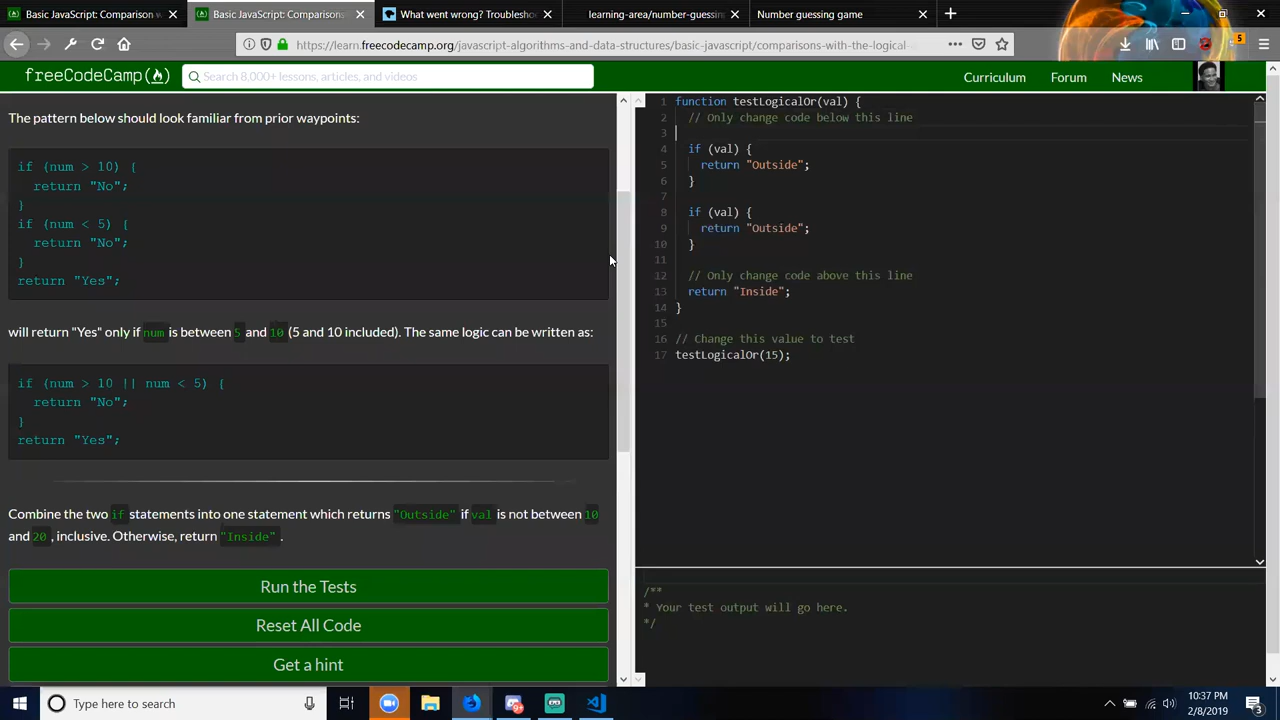 Basic JavaScript: Comparison w
Basic JavaScript: Comparisons
What went wrong? Troublesho
learning-area/number-guessin
Number guessing game
https://learn.freecodecamp.org/javascript-algorithms-and-data-structures/basic-javascript/comparisons-with-the-logical-
5
freeCodeCamp
Search 8,000+ lessons, articles, and videos
Curriculum
Forum
News
The pattern below should look familiar from prior waypoints:
if (num > 10) {
return "No";
}
if (num < 5) {
return "No";
}
return "Yes";
will return "Yes" only if num is between 5 and 10 (5 and 10 included). The same logic can be written as:
if (num > 10 || num < 5) {
return "No";
}
return "Yes";
Combine the two if statements into one statement which returns "Outside" if val is not between 10
and 20 , inclusive. Otherwise, return "Inside" .
Run the Tests
Reset All Code
Get a hint
1 function testLogicalOr(val) {
2 // Only change code below this line
3
4 if (val) {
5 return "Outside";
6 }
7
8 if (val) {
9 return "Outside";
10 }
11
12 // Only change code above this line
13 return "Inside";
14 }
15
16 // Change this value to test
17 testLogicalOr(15);
/**
* Your test output will go here.
*/
Type here to search
10:37 PM
2/8/2019
3